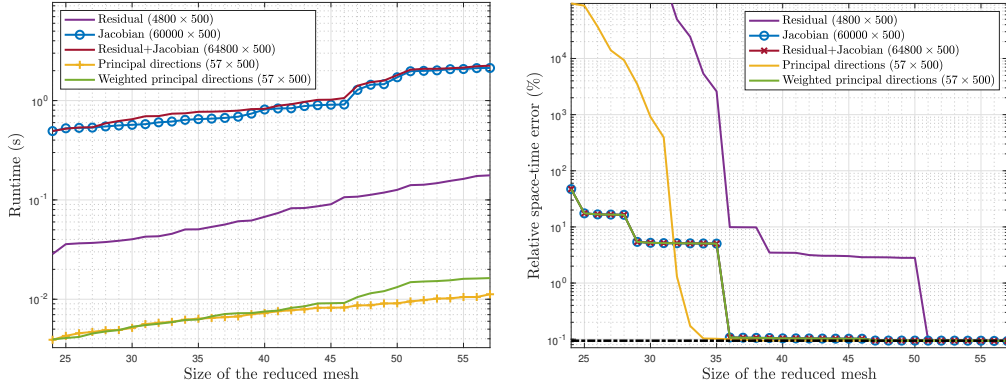 Residual (4800 × 500)
Jacobian (60000 × 500)
Residual+Jacobian (64800 × 500)
Principal directions (57 × 500)
Weighted principal directions (57 × 500)
10^0
10^-1
10^-2
Runtime (s)
25 30 35 40 45 50 55
Size of the reduced mesh
Residual (4800 × 500)
Jacobian (60000 × 500)
Residual+Jacobian (64800 × 500)
Principal directions (57 × 500)
Weighted principal directions (57 × 500)
10^4
10^3
10^2
10^1
10^0
10^-1
Relative space-time error (%)
25 30 35 40 45 50 55
Size of the reduced mesh